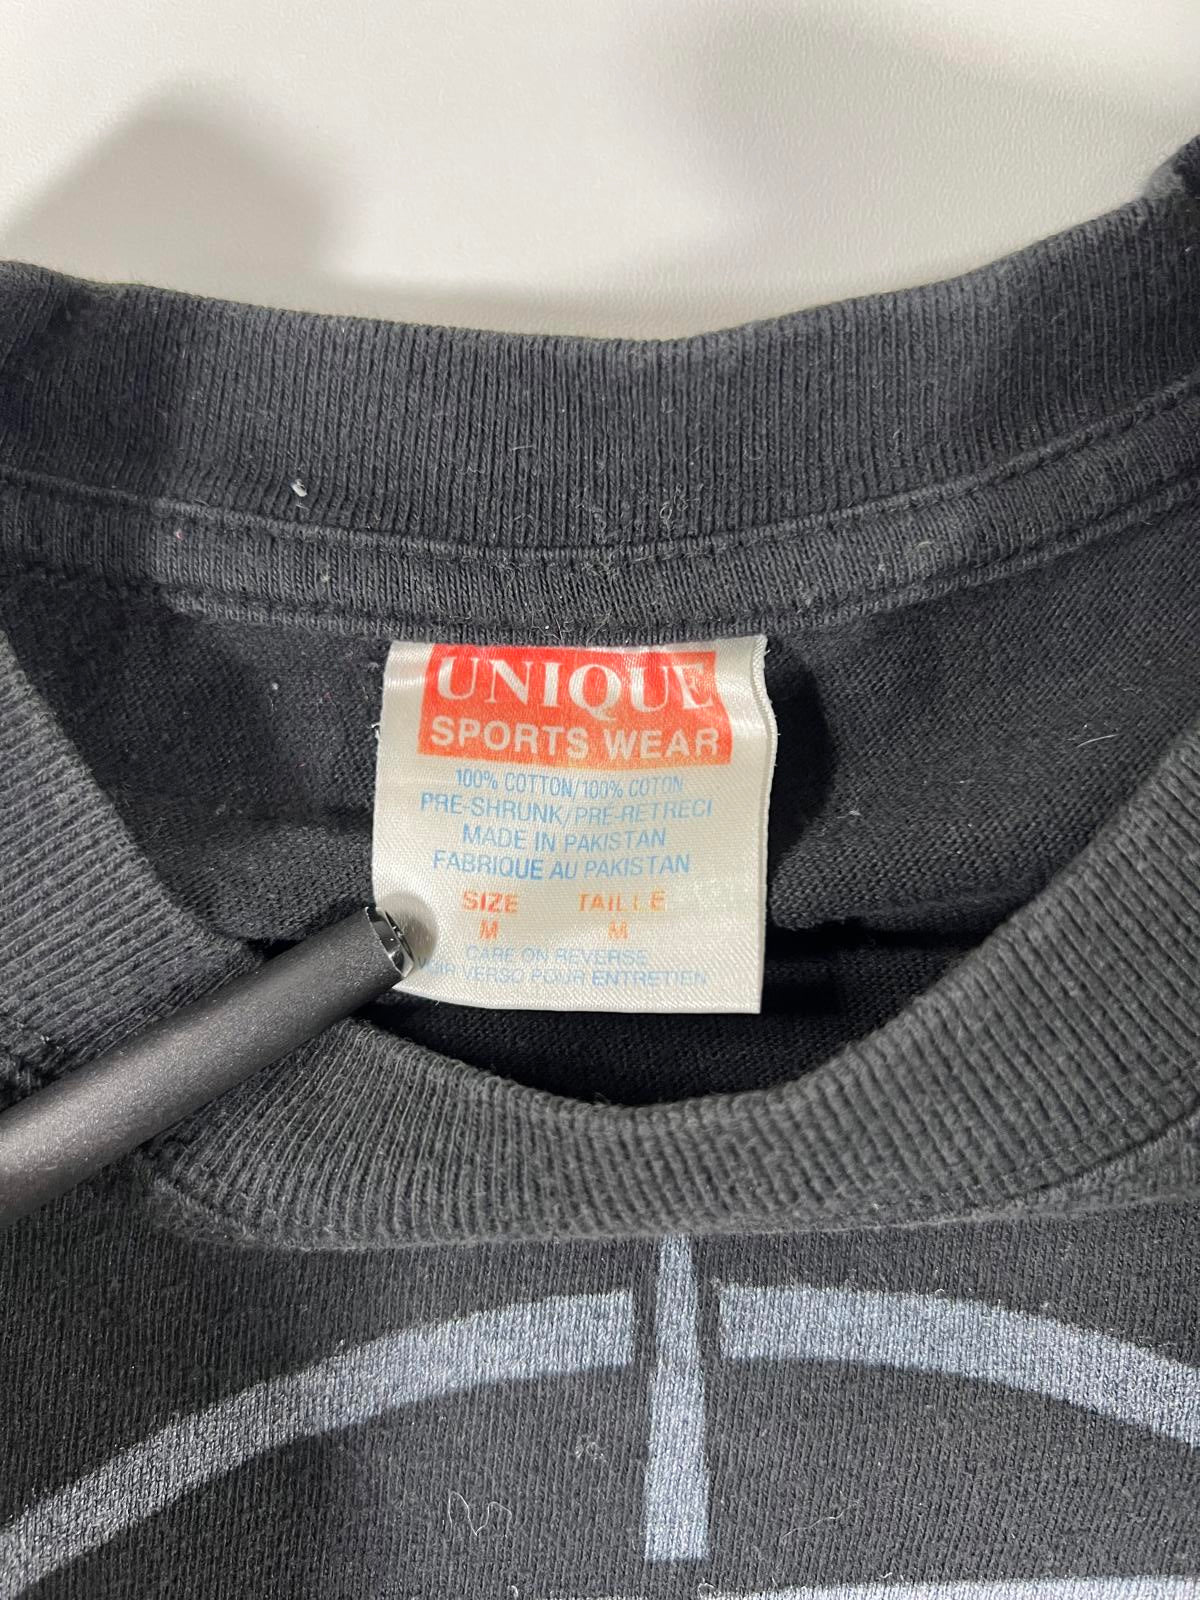 UNIQUE
SPORTS WEAR
100% COTTON/100% COTON
PRE-SHRUNK/PRÉ-RETRECI
MADE IN PAKISTAN
FABRIQUE AU PAKISTAN
SIZE TAILLE
M M
CARE ON REVERSE
VOIR VERSO POUR ENTRETIEN